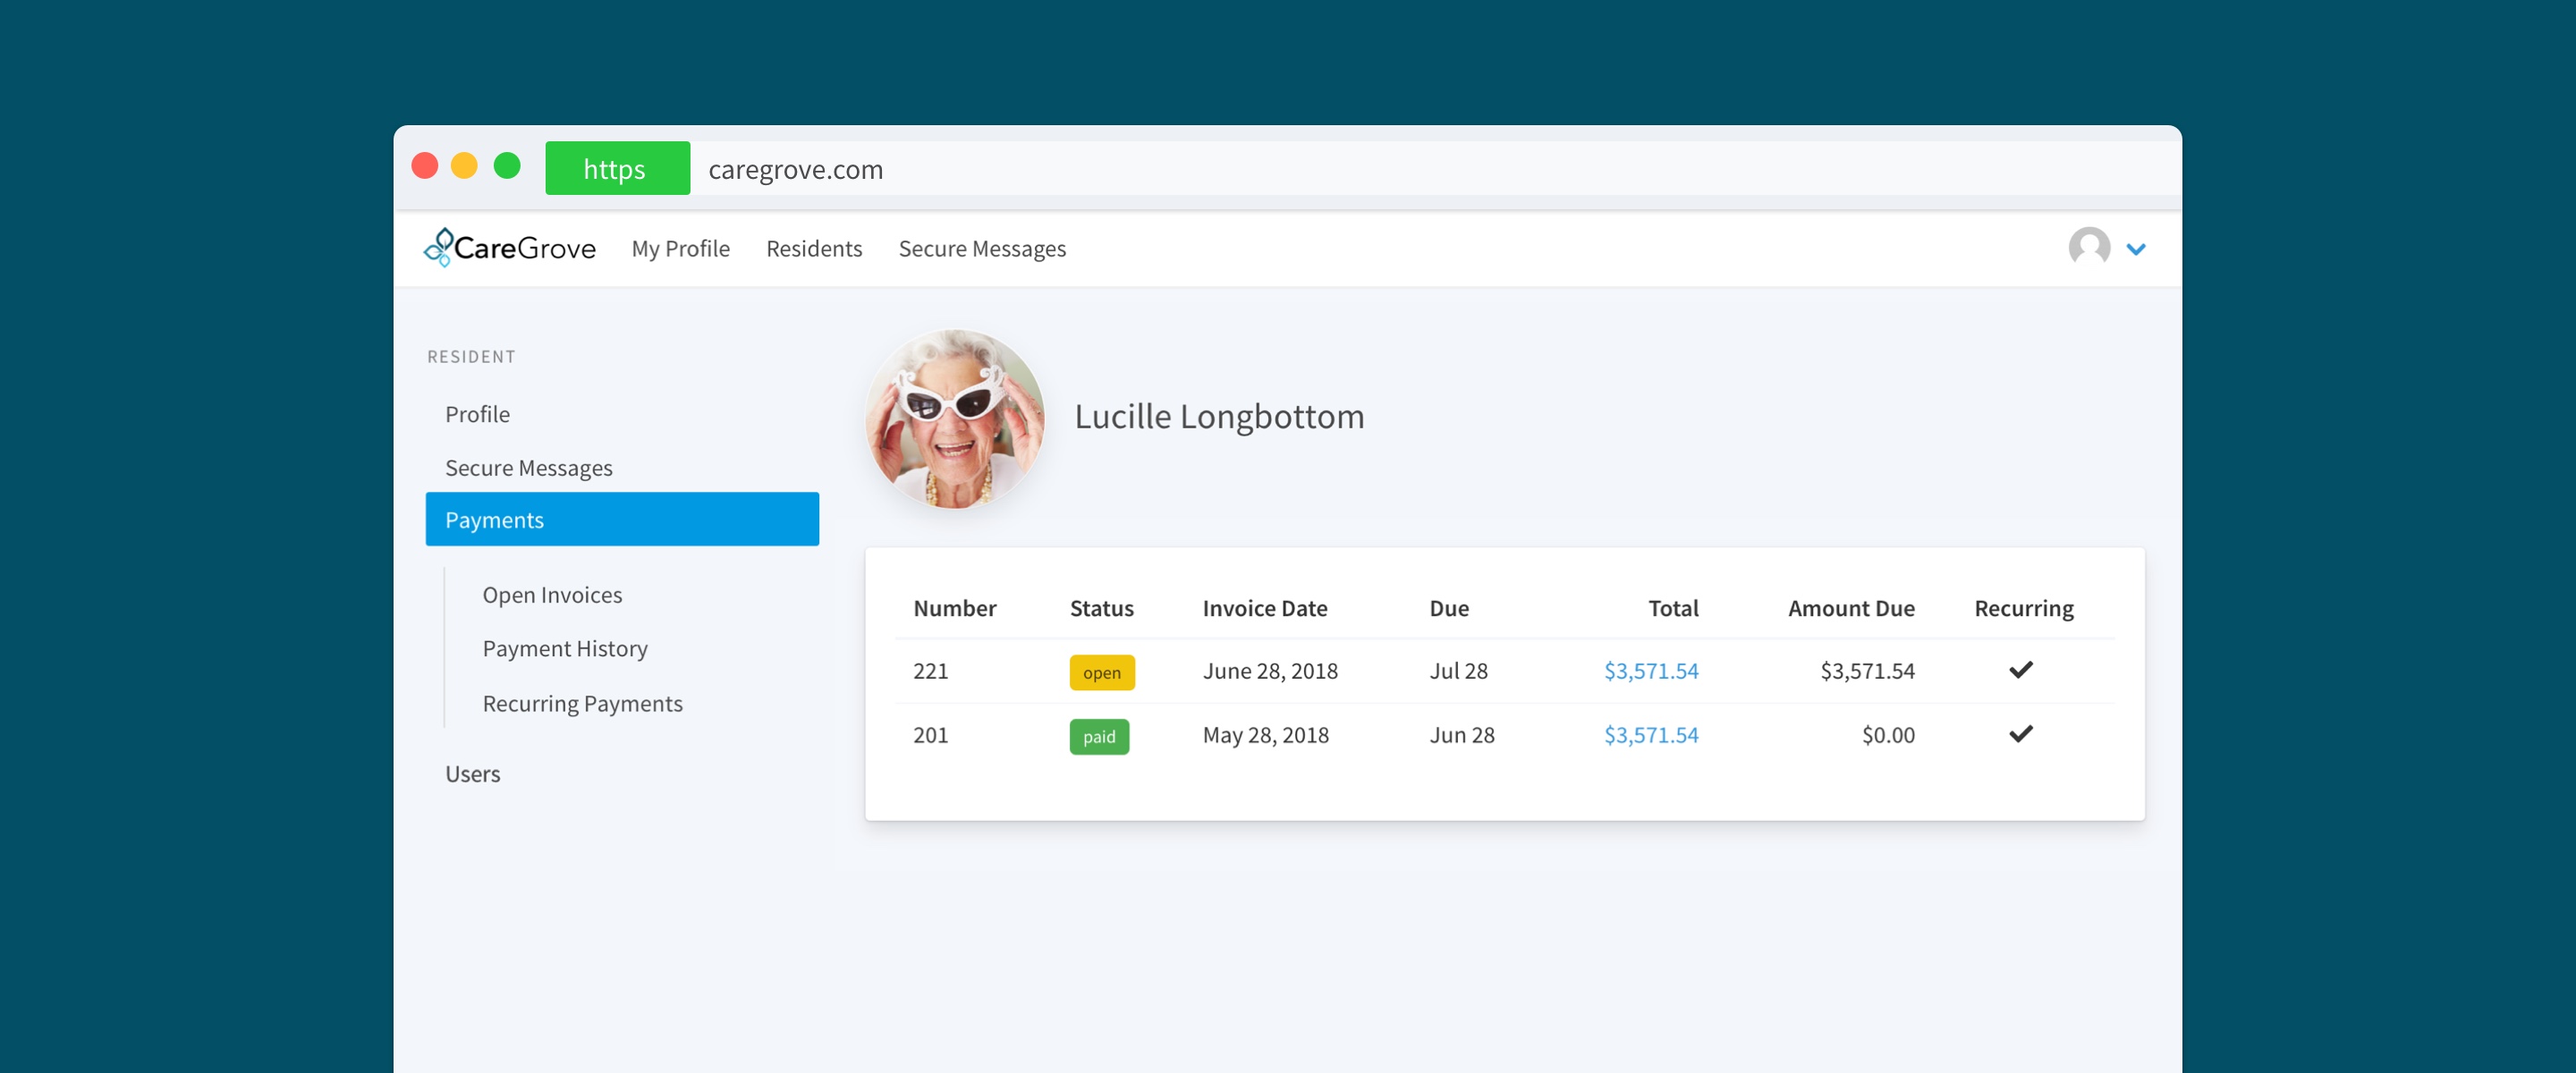 https caregrove.com
CareGrove My Profile Residents Secure Messages
RESIDENT
Profile
Secure Messages
Payments
Open Invoices
Payment History
Recurring Payments
Users
Lucille Longbottom
Number Status Invoice Date Due Total Amount Due Recurring
221 open June 28, 2018 Jul 28 $3,571.54 $3,571.54
201 paid May 28, 2018 Jun 28 $3,571.54 $0.00